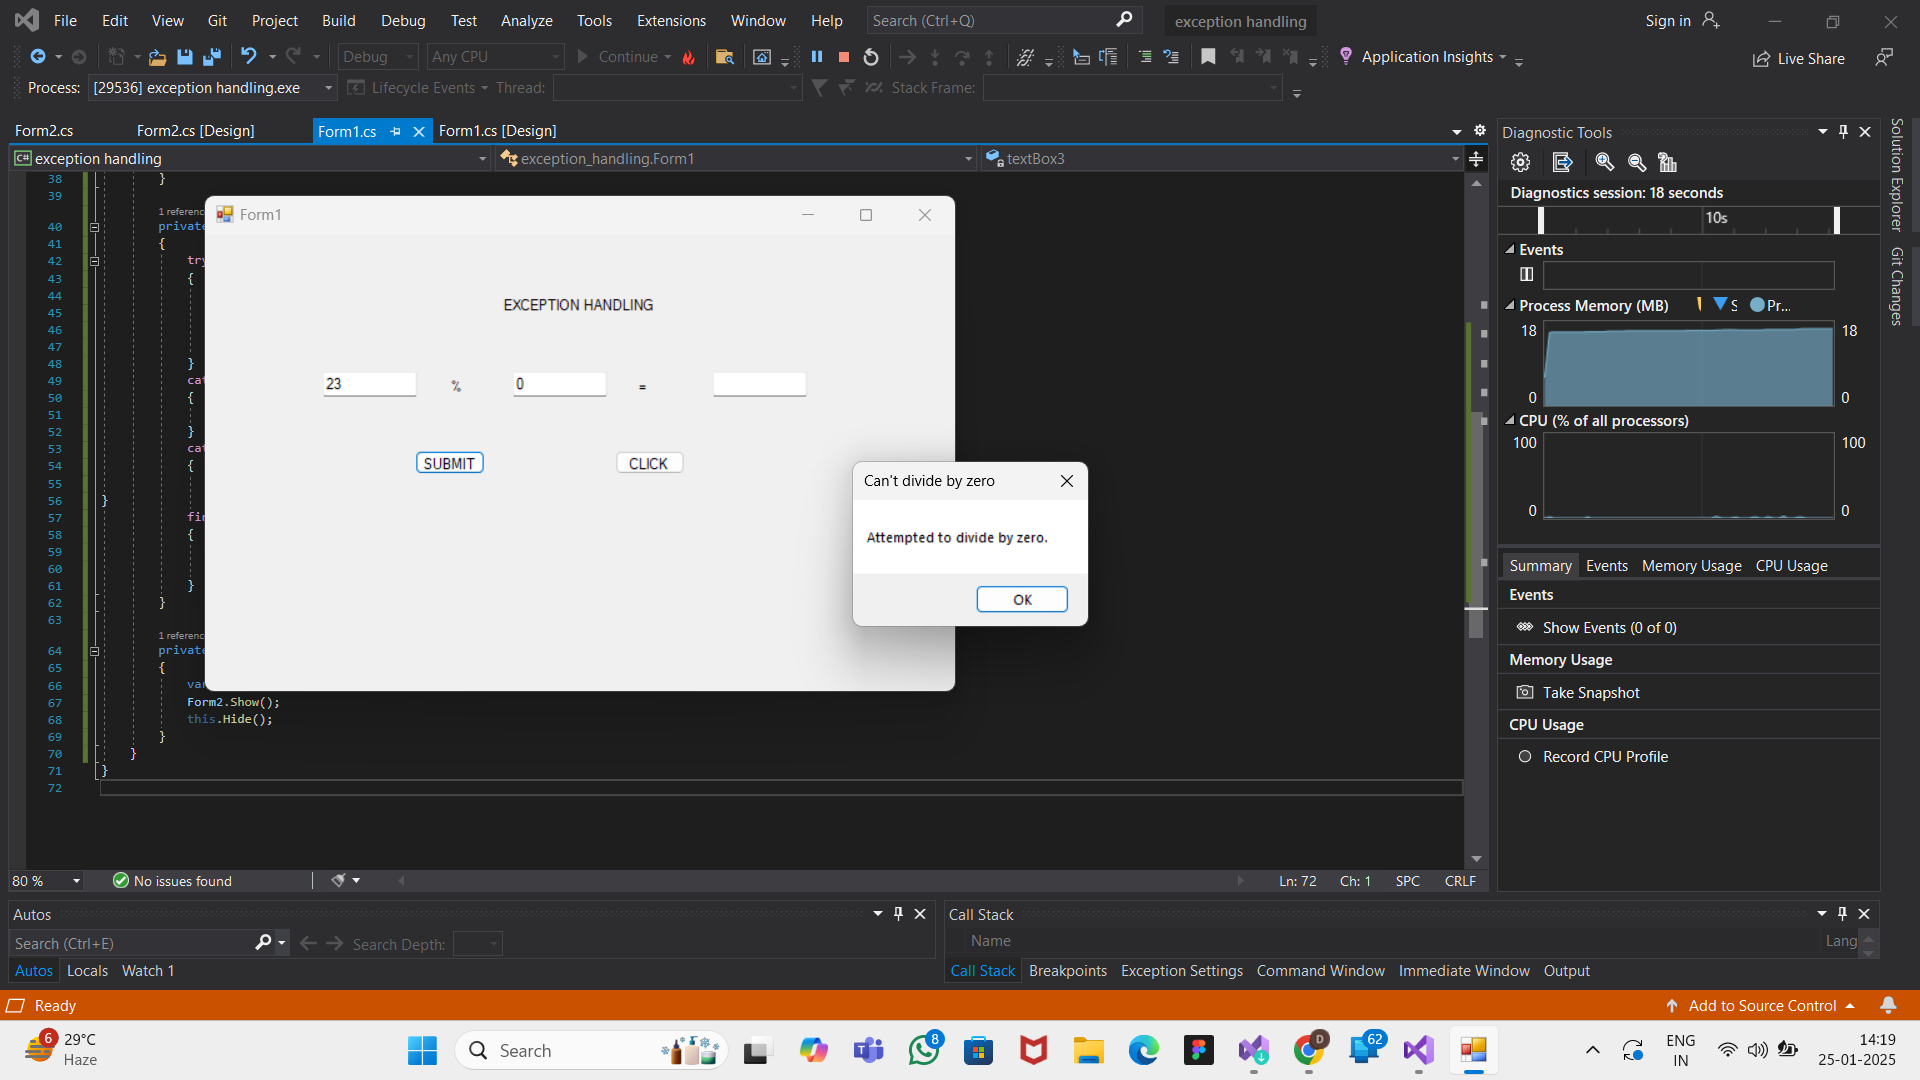 File Edit View Git Project Build Debug Test Analyze Tools Extensions Window Help Search (Ctrl+Q) exception handling Sign in
Debug Any CPU Continue Application Insights Live Share
Process: [29536] exception handling.exe Lifecycle Events Thread: Stack Frame:
Form2.cs Form2.cs [Design] Form1.cs Form1.cs [Design]
C# exception handling exception_handling.Form1 textBox3
38 }
39
1 referenc
40 private
41 {
42 try
43 {
44
45
46
47
48 }
49 cat
50 {
51
52 }
53 cat
54 {
55
56 }
57 fin
58 {
59
60
61 }
62 }
63
1 referenc
64 private
65 {
66 var
67 Form2.Show();
68 this.Hide();
69 }
70 }
71 }
72
Form1
EXCEPTION HANDLING
23 % 0 =
SUBMIT CLICK
Can't divide by zero
Attempted to divide by zero.
OK
80 % No issues found Ln: 72 Ch: 1 SPC CRLF
Diagnostic Tools
Diagnostics session: 18 seconds
10s
Events
Process Memory (MB) S Pr...
18 18
0 0
CPU (% of all processors)
100 100
0 0
Summary Events Memory Usage CPU Usage
Events
Show Events (0 of 0)
Memory Usage
Take Snapshot
CPU Usage
Record CPU Profile
Solution Explorer
Git Changes
Autos
Search (Ctrl+E) Search Depth:
Autos Locals Watch 1
Call Stack
Name Lang
Call Stack Breakpoints Exception Settings Command Window Immediate Window Output
Ready Add to Source Control
6 29°C
Haze
Search 8 D 62
ENG
IN
14:19
25-01-2025